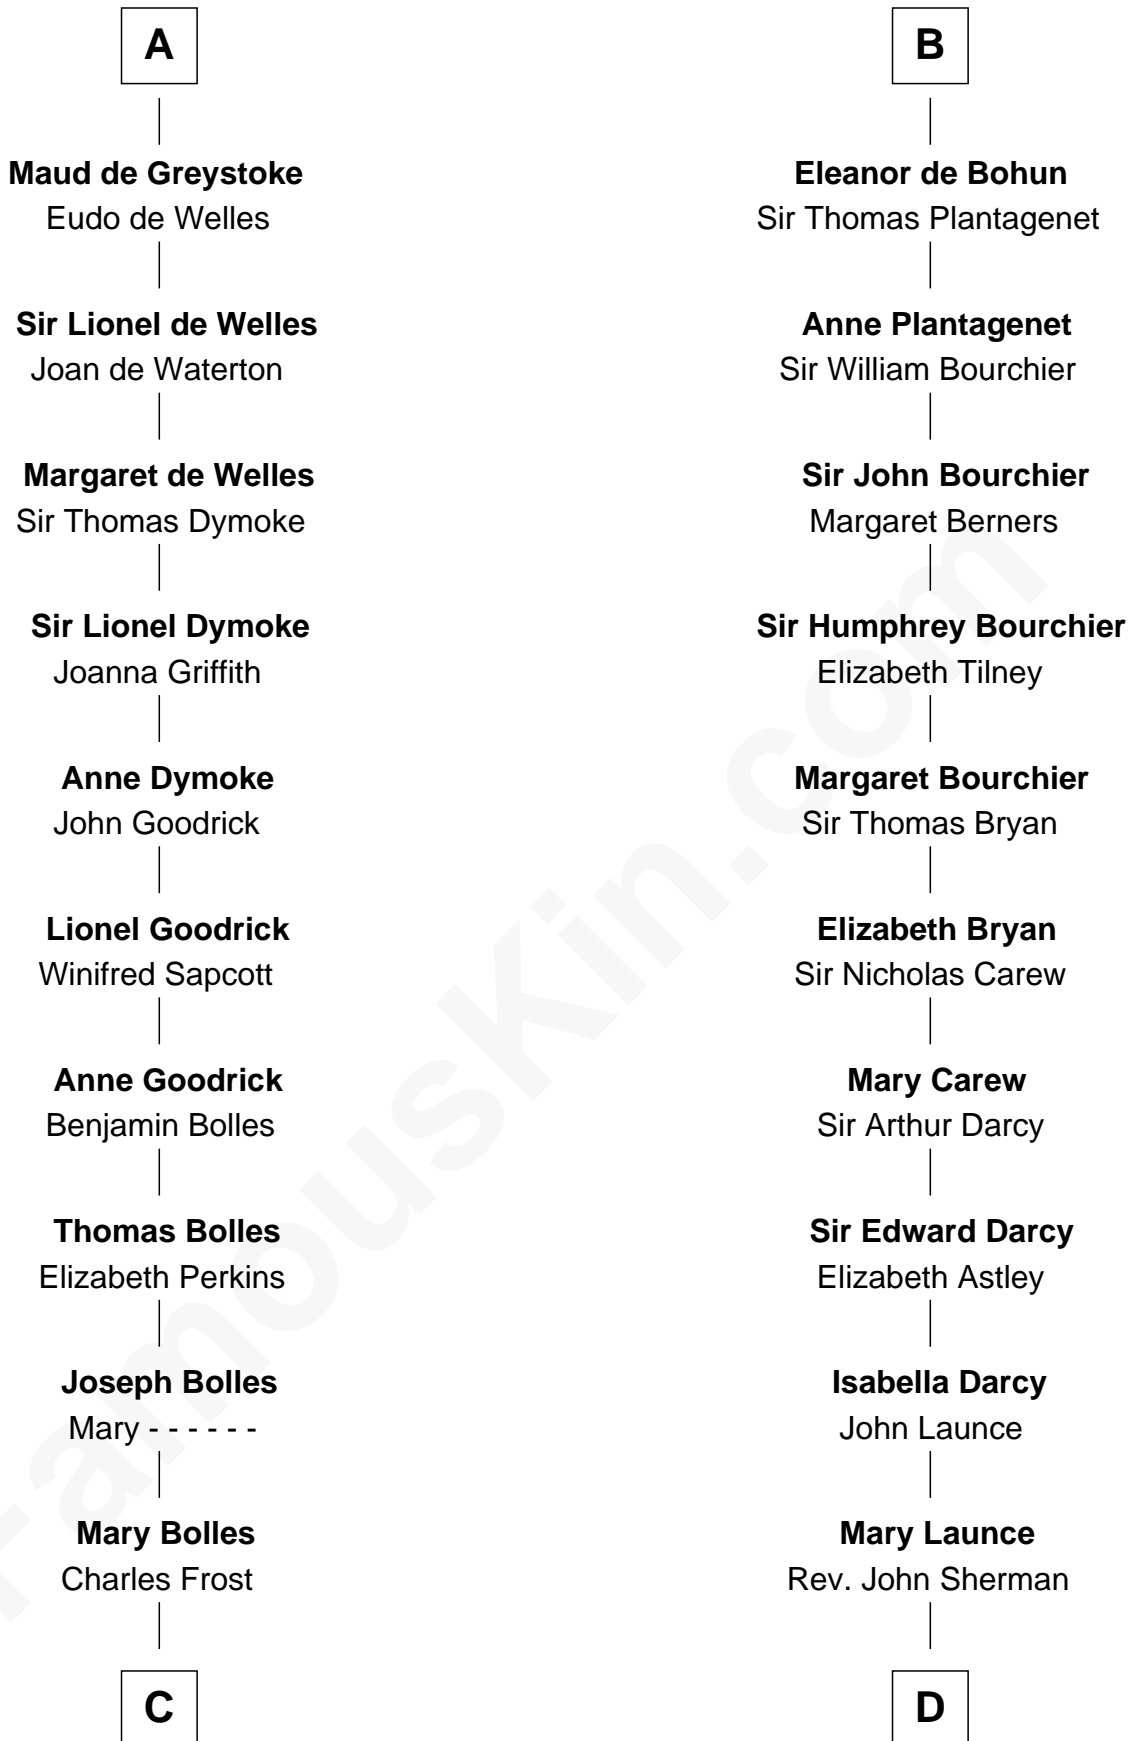 A
Maud de Greystoke
Eudo de Welles
Sir Lionel de Welles
Joan de Waterton
Margaret de Welles
Sir Thomas Dymoke
Sir Lionel Dymoke
Joanna Griffith
Anne Dymoke
John Goodrick
Lionel Goodrick
Winifred Sapcott
Anne Goodrick
Benjamin Bolles
Thomas Bolles
Elizabeth Perkins
Joseph Bolles
Mary - - - - - -
Mary Bolles
Charles Frost
C
B
Eleanor de Bohun
Sir Thomas Plantagenet
Anne Plantagenet
Sir William Bourchier
Sir John Bourchier
Margaret Berners
Sir Humphrey Bourchier
Elizabeth Tilney
Margaret Bourchier
Sir Thomas Bryan
Elizabeth Bryan
Sir Nicholas Carew
Mary Carew
Sir Arthur Darcy
Sir Edward Darcy
Elizabeth Astley
Isabella Darcy
John Launce
Mary Launce
Rev. John Sherman
D
FamousKin.com